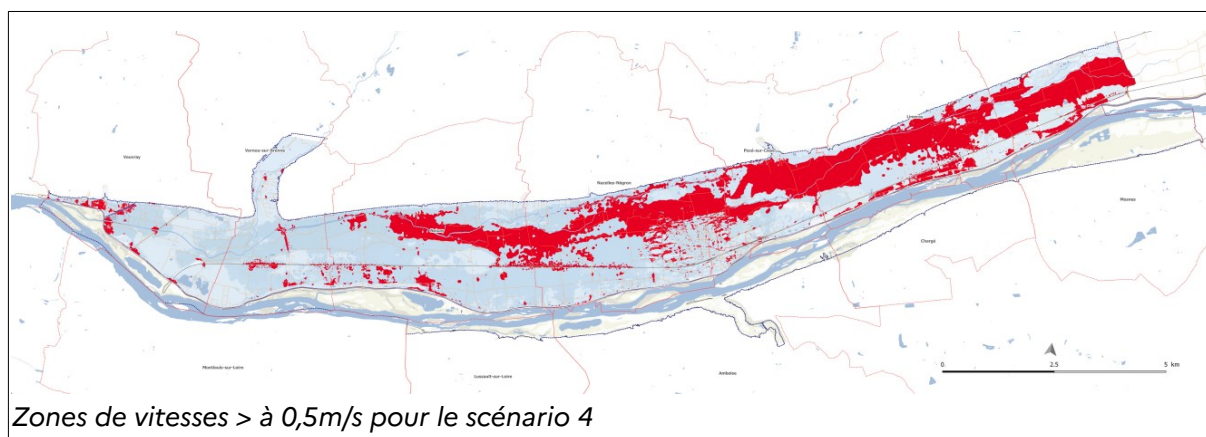 Limeray
Vernou-sur-Brenne
Pocé-sur-Cisse
Vouvray
Nazelles-Négron
Mosnes
Noizay
Chargé
Montlouis-sur-Loire
Lussault-sur-Loire
Amboise
0 2.5 5 km
Zones de vitesses > à 0,5m/s pour le scénario 4